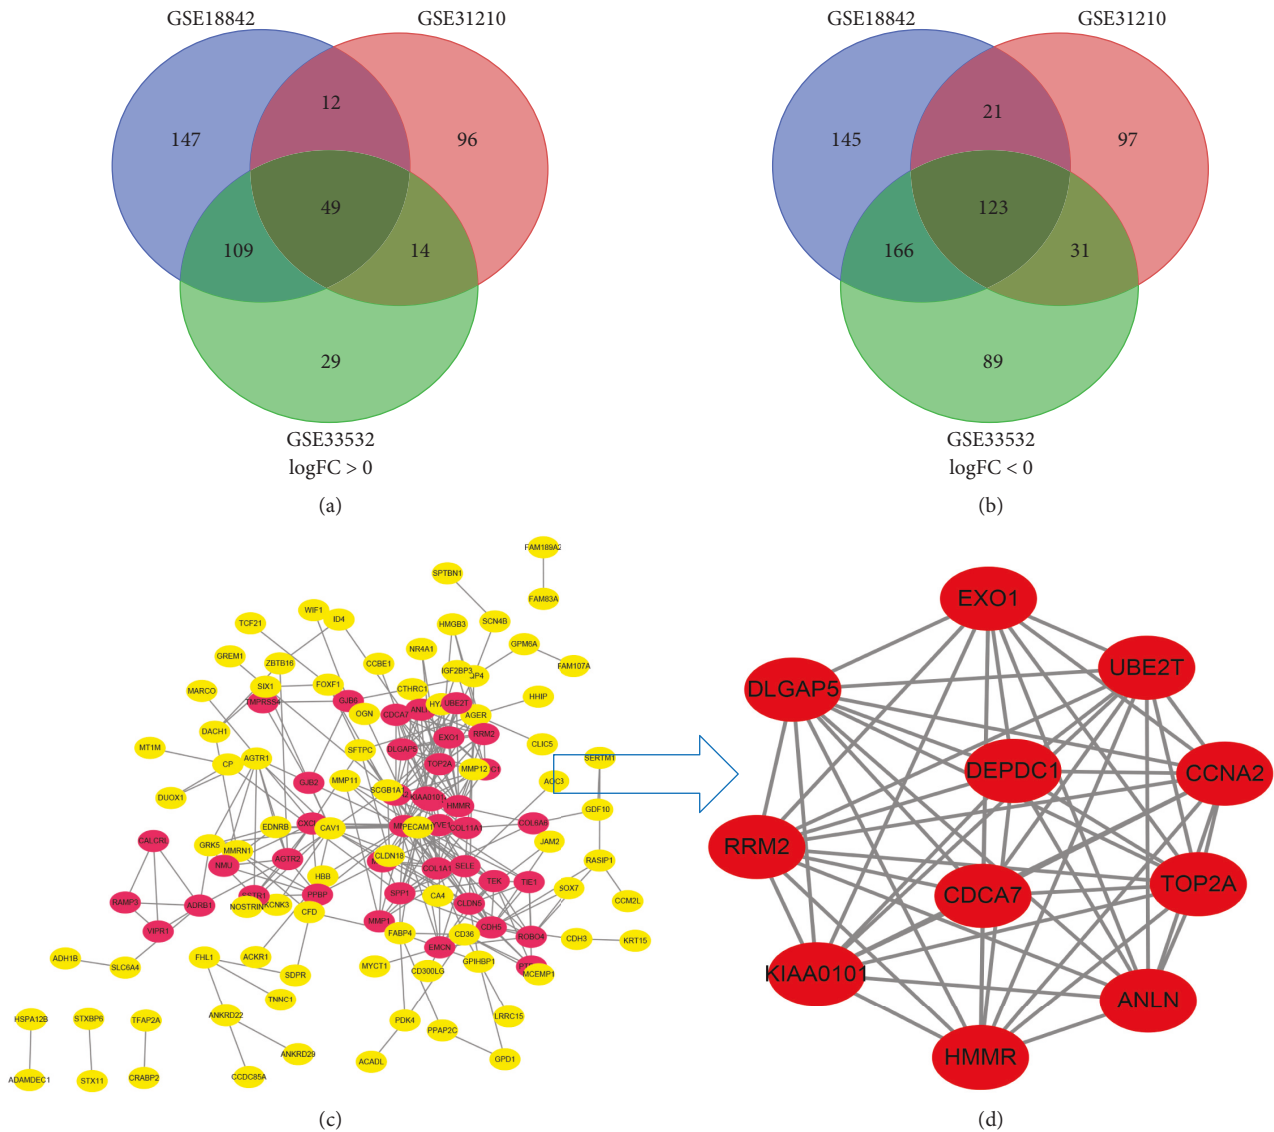 GSE18842
GSE31210
12
147
96
49
109
14
29
GSE33532
logFC > 0
(a)
GSE18842
GSE31210
21
145
97
123
166
31
89
GSE33532
logFC < 0
(b)
FAM189A2
SPTBN1
FAM83A
WIF1
ID4
TCF21
HMGB3
SCN4B
NR4A1
GPM6A
GREM1
ZBTB16
CCBE1
IGF2BP3
FAM107A
MARCO
SIX1
FOXF1
CTHRC1
TMPRSS4
GJB6
UBE2T
HHIP
OGN
CDCA7
AGER
DACH1
EXO1
RRM2
MT1M
SFTPC
DLGAP5
CLIC5
CP
AGTR1
TOP2A
MMP12
SERTM1
DUOX1
GJB2
MMP11
SCGB1A1
AOC3
KIAA0101
HMMR
GDF10
EDNRB
CAV1
PECAM1
COL11A1
COL6A6
CALCRL
GRK5
MMRN1
JAM2
NMU
AGTR2
CLDN18
COL1A1
SELE
RASIP1
HBB
TEK
TIE1
SOX7
RAMP3
ADRB1
NOSTRIN
KCNK3
PPBP
SPP1
CA4
CLDN5
CCM2L
CFD
MMP1
CDH5
VIPR1
FABP4
CD36
ROBO4
CDH3
KRT15
EMCN
ADH1B
SLC6A4
FHL1
ACKR1
SDPR
MYCT1
CD300LG
GPIHBP1
MCEMP1
TNNC1
HSPA12B
STXBP6
TFAP2A
ANKRD22
PDK4
PPAP2C
LRRC15
ANKRD29
ACADL
GPD1
ADAMDEC1
STX11
CRABP2
CCDC85A
(c)
EXO1
UBE2T
DLGAP5
DEPDC1
CCNA2
RRM2
TOP2A
CDCA7
KIAA0101
ANLN
HMMR
(d)